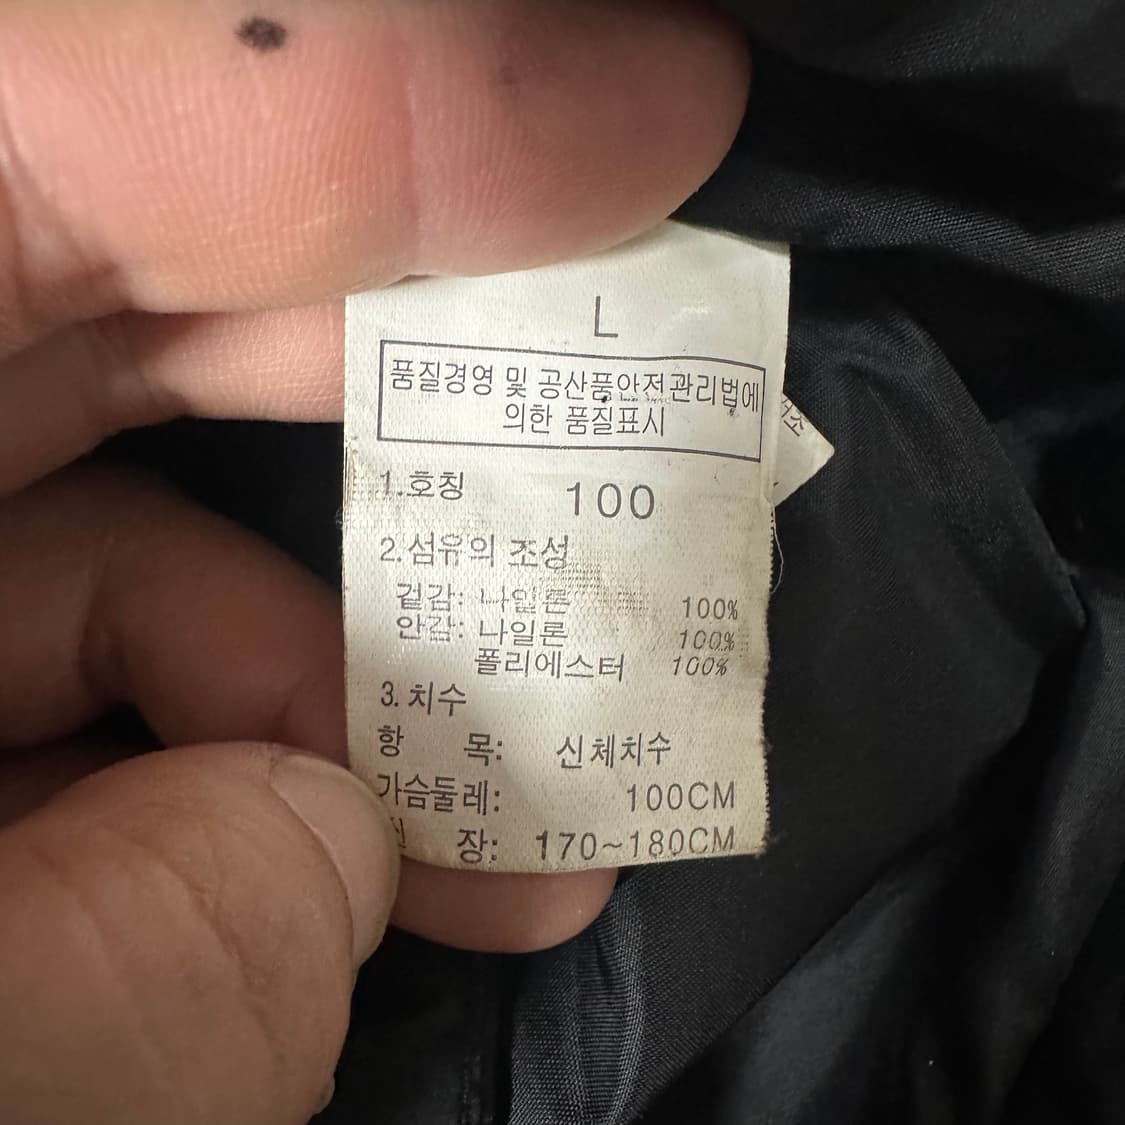 L
품질경영 및 공산품안전관리법에
의한 품질표시
1.호칭 100
2.섬유의 조성
겉감: 나일론 100%
안감: 나일론 100%
폴리에스터 100%
3.치수
항 목: 신체치수
가슴둘레: 100CM
신 장: 170~180CM